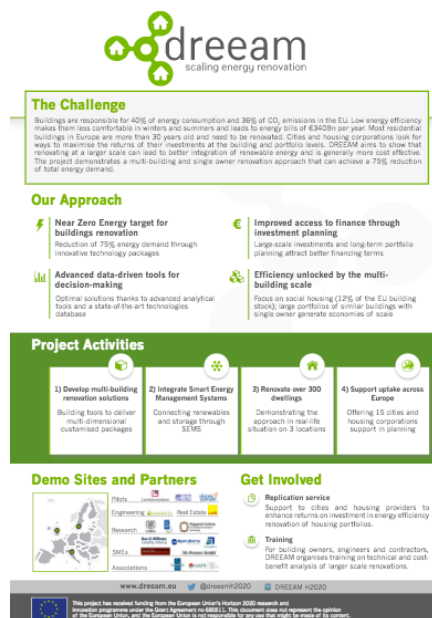 dreeam
scaling energy renovation
The Challenge
Buildings are responsible for 40% of energy consumption and 36% of CO₂ emissions in the EU. Low energy efficiency
makes them less comfortable in winters and summers and leads to energy bills of €340Bn per year. Most residential
buildings in Europe are more than 30 years old and need to be renovated. Cities and housing corporations look for
ways to maximise the returns of their investments at the building and portfolio levels. DREEAM aims to show that
renovating at a larger scale can lead to better integration of renewable energy and is generally more cost effective.
The project demonstrates a multi-building and single owner renovation approach that can achieve a 75% reduction
of total energy demand.
Our Approach
Near Zero Energy target for
buildings renovation
Reduction of 75% energy demand through
innovative technology packages
€ Improved access to finance through
investment planning
Large-scale investments and long-term portfolio
planning attract better financing terms
Advanced data-driven tools for
decision-making
Optimal solutions thanks to advanced analytical
tools and a state-of-the-art technologies
database
Efficiency unlocked by the multi-
building scale
Focus on social housing (12% of the EU building
stock): large portfolios of similar buildings with
single owner generate economies of scale
Project Activities
1) Develop multi-building
renovation solutions
Building tools to deliver
multi-dimensional
customised packages
2) Integrate Smart Energy
Management Systems
Connecting renewables
and storage through
SEMS
3) Renovate over 300
dwellings
Demonstrating the
approach in real-life
situation on 3 locations
4) Support uptake across
Europe
Offering 15 cities and
housing corporations
support in planning
Demo Sites and Partners
Pilots
Engineering
Real Estate
Research
SMEs
Associations
Get Involved
Replication service
Support to cities and housing providers to
enhance returns on investment in energy efficiency
renovation of housing portfolios.
Training
For building owners, engineers and contractors,
DREEAM organises training on technical and cost-
benefit analysis of larger scale renovations.
www.dreeam.eu @dreeamh2020 DREEAM H2020
This project has received funding from the European Union's Horizon 2020 research and
innovation programme under the Grant Agreement no 680511. This document does not represent the opinion
of the European Union, and the European Union is not responsible for any use that might be made of its content.